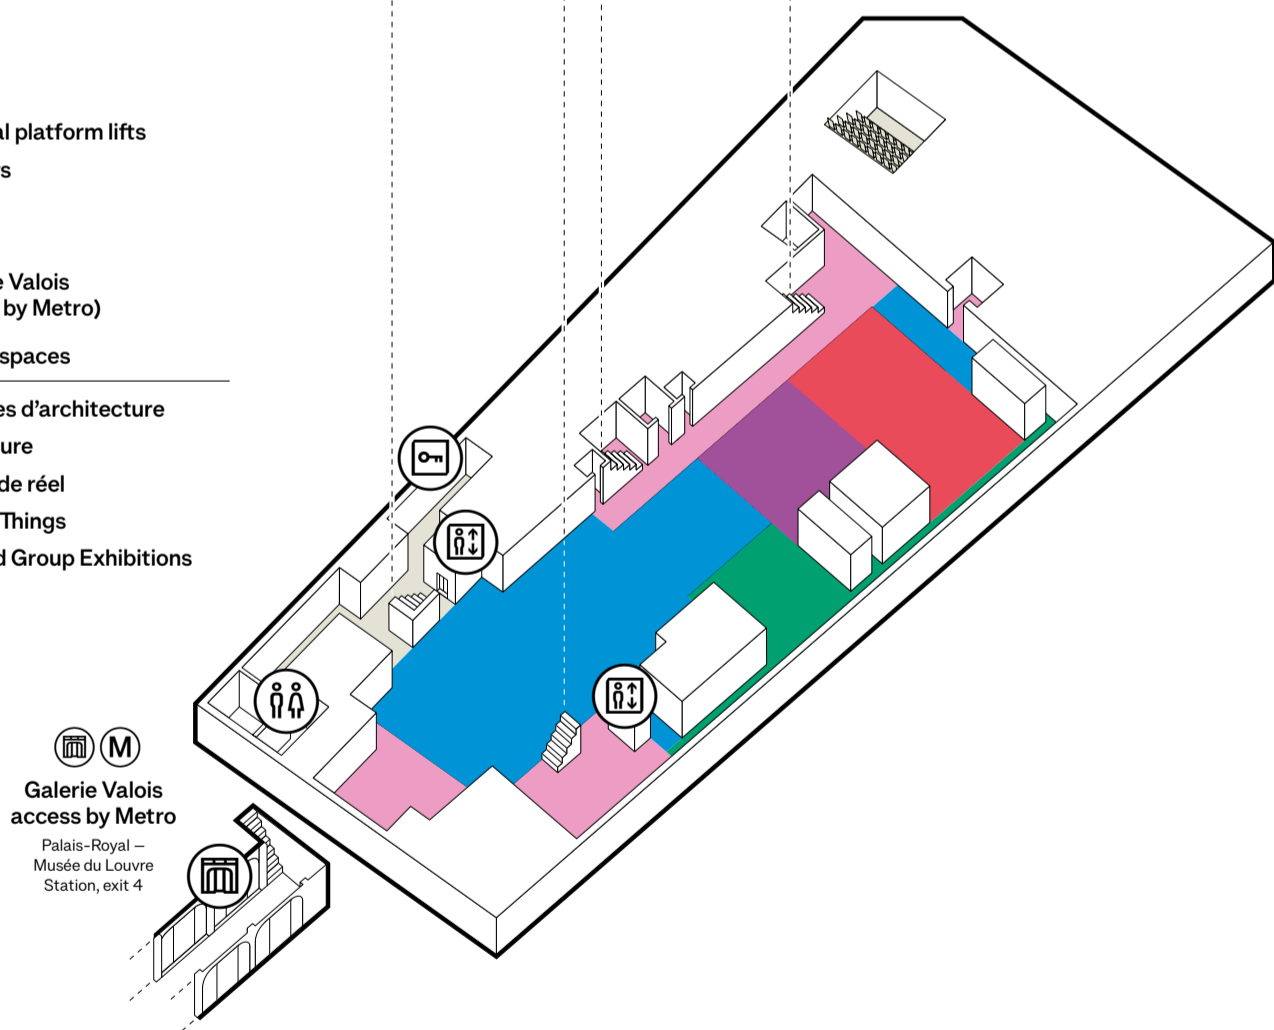 al platform lifts
rs
e Valois
by Metro)
spaces
es d’architecture
ure
de réel
Things
d Group Exhibitions
M
Galerie Valois
access by Metro
Palais-Royal –
Musée du Louvre
Station, exit 4